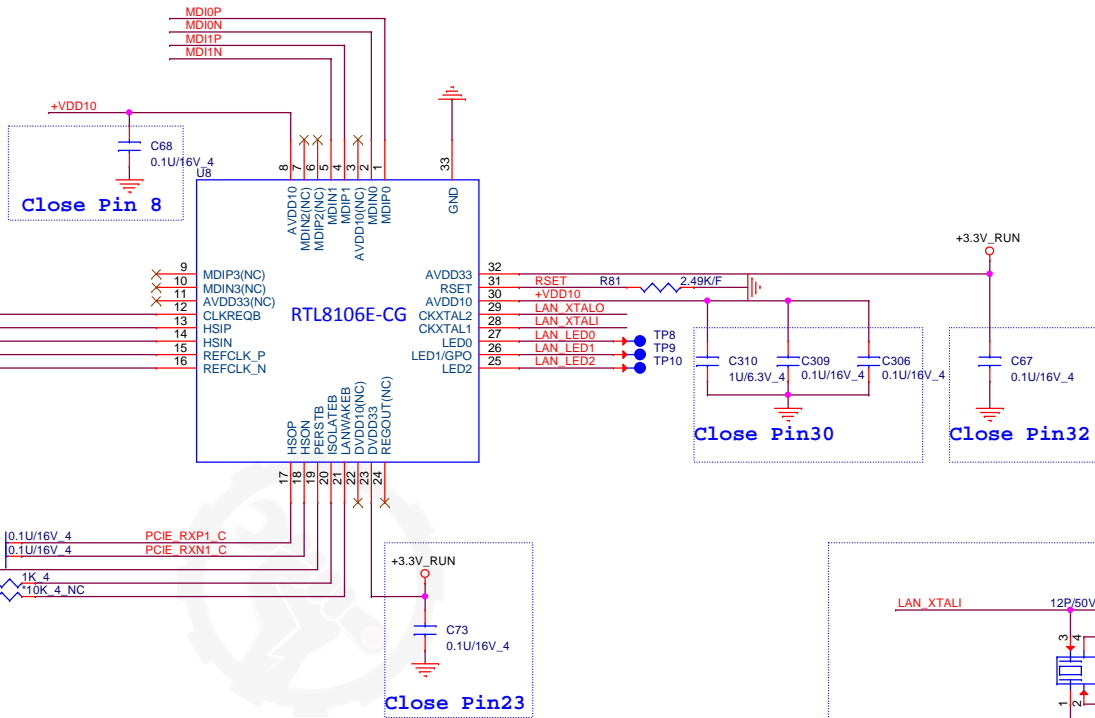 MDI0P
MDI0N
MDI1P
MDI1N
+VDD10
C68
0.1U/16V_4
Close Pin 8
U8
8
7
6
5
4
3
2
1
33
AVDD10
MDIN2(NC)
MDIP2(NC)
MDIN1
MDIP1
AVDD10(NC)
MDIN0
MDIP0
GND
9
10
11
12
13
14
15
16
MDIP3(NC)
MDIN3(NC)
AVDD33(NC)
CLKREQB
HSIP
HSIN
REFCLK_P
REFCLK_N
RTL8106E-CG
AVDD33
RSET
AVDD10
CKXTAL2
CKXTAL1
LED0
LED1/GPO
LED2
32
31
30
29
28
27
26
25
RSET
R81
2.49K/F
+VDD10
LAN_XTALO
LAN_XTALI
LAN_LED0
LAN_LED1
LAN_LED2
TP8
TP9
TP10
+3.3V_RUN
C310
1U/6.3V_4
C309
0.1U/16V_4
C306
0.1U/16V_4
Close Pin30
C67
0.1U/16V_4
Close Pin32
HSOP
HSON
PERSTB
ISOLATEB
LANWAKEB
DVDD10(NC)
DVDD33
REGOUT(NC)
17
18
19
20
21
22
23
24
0.1U/16V_4
PCIE_RXP1_C
0.1U/16V_4
PCIE_RXN1_C
1K_4
*10K_4_NC
+3.3V_RUN
C73
0.1U/16V_4
Close Pin23
LAN_XTALI
12P/50V
3
4
1
2